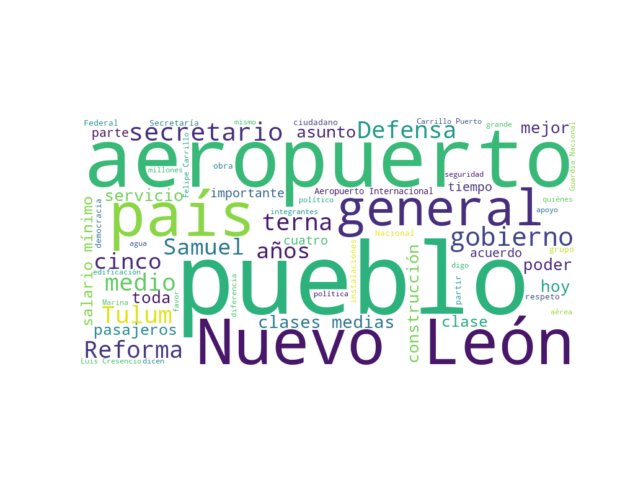 Federal
Secretaría
mismo
ciudadano
Carrillo Puerto
grande
parte
secretario
asunto
Defensa
mejor
Guardia Nacional
aeropuerto
millones
Felipe Carrillo
obra
seguridad
político
servicio
importante
Aeropuerto Internacional
tiempo
quiénes
país
general
integrantes
apoyo
salario mínimo
democracia
terna
Nacional
gobierno
agua
Samuel
años
cuatro
acuerdo
grupo
cinco
pueblo
instalaciones
construcción
digo
poder
edificación
medio
toda
favor
diferencia
política
partir
hoy
respeto
Marina
Tulum
clases medias
clase
aérea
pasajeros
Reforma
Nuevo León
Luis Cresencio
dicen